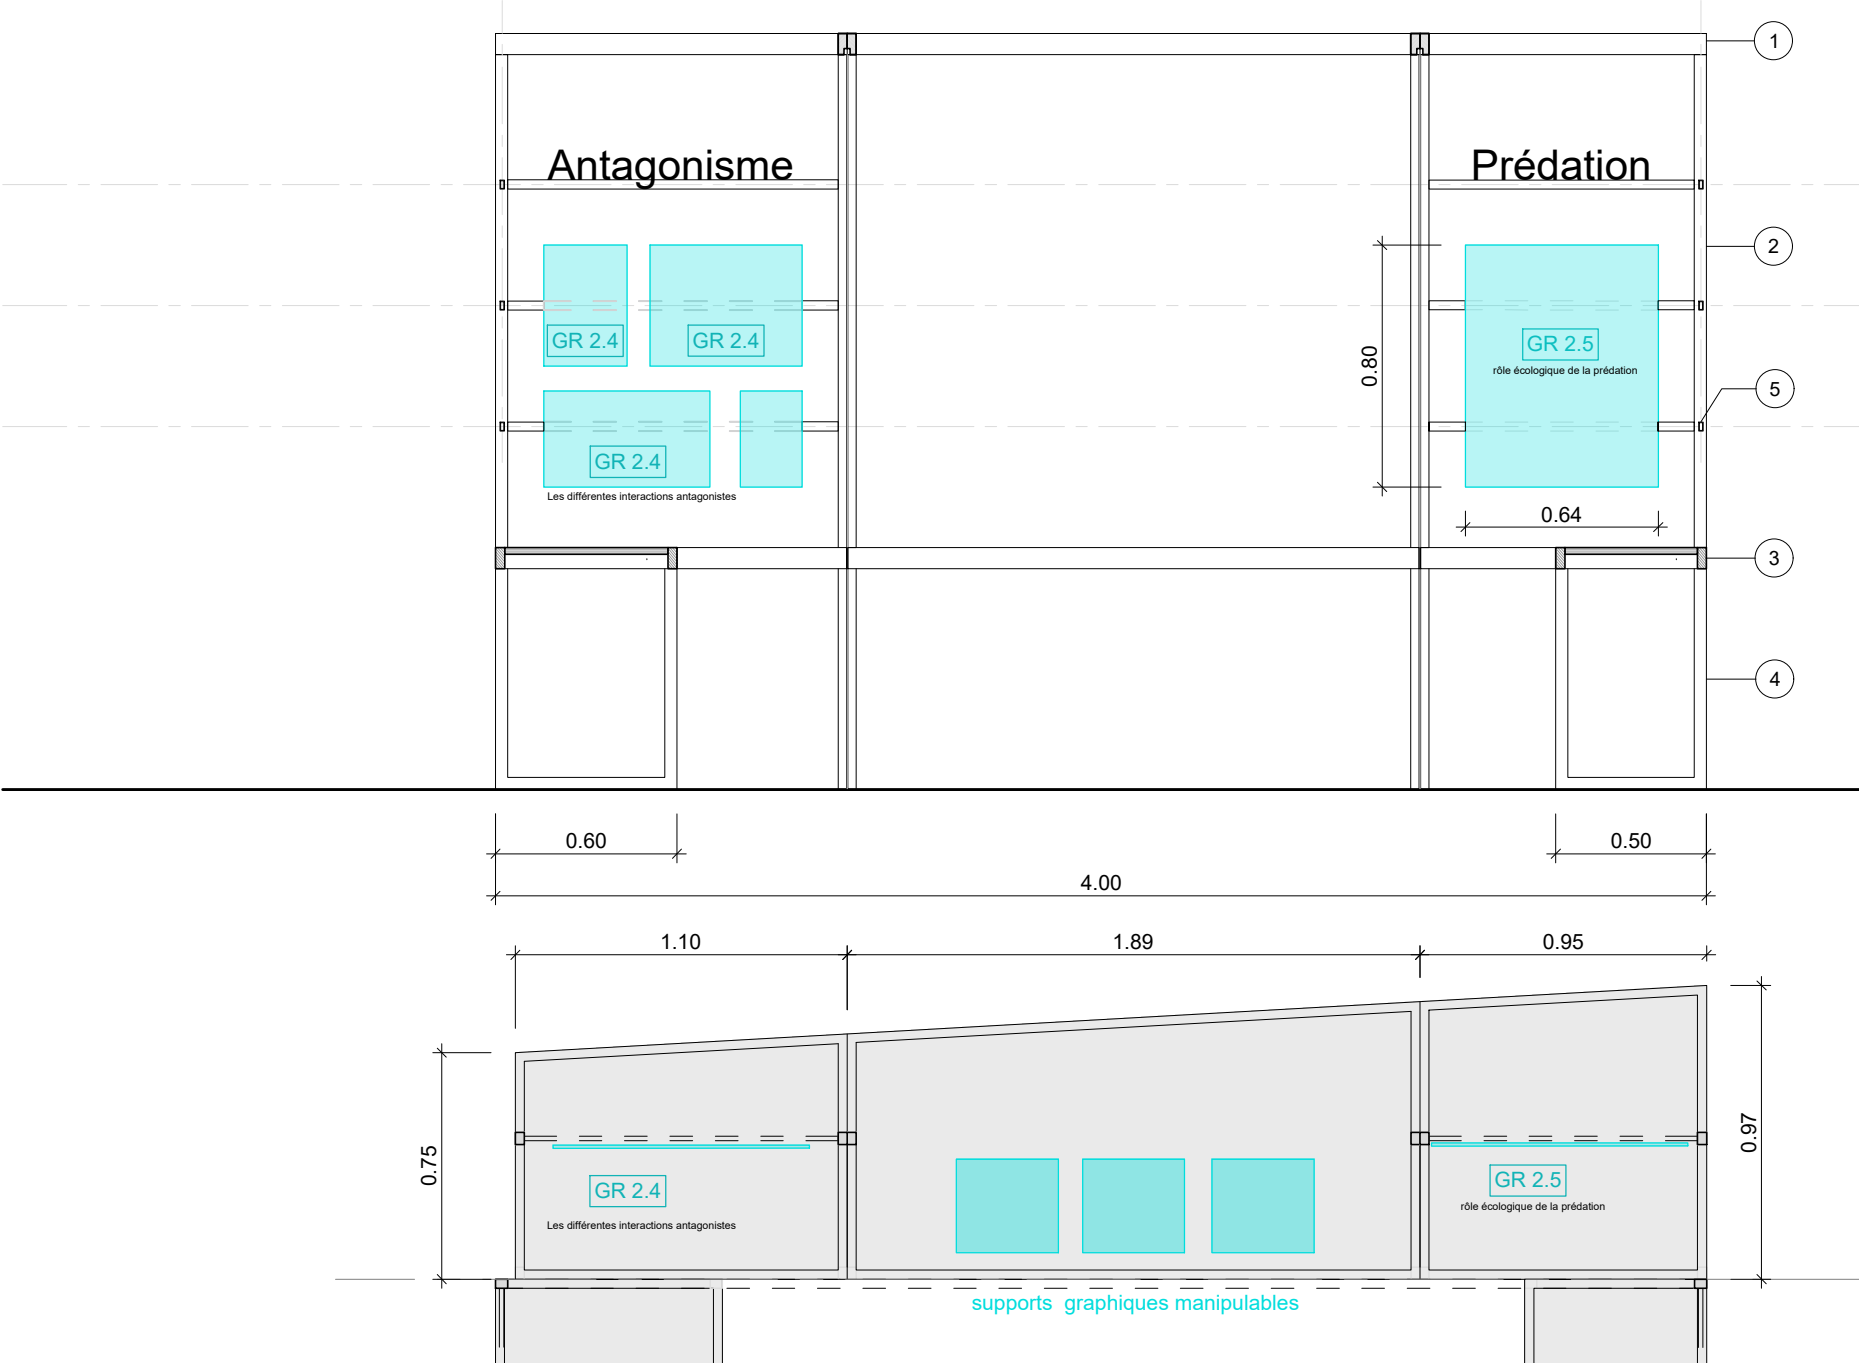 1
Antagonisme
Prédation
2
GR 2.4
GR 2.4
GR 2.5
rôle écologique de la prédation
0.80
5
GR 2.4
Les différentes interactions antagonistes
0.64
3
4
0.60
0.50
4.00
1.10
1.89
0.95
0.75
0.97
GR 2.4
Les différentes interactions antagonistes
GR 2.5
rôle écologique de la prédation
supports graphiques manipulables